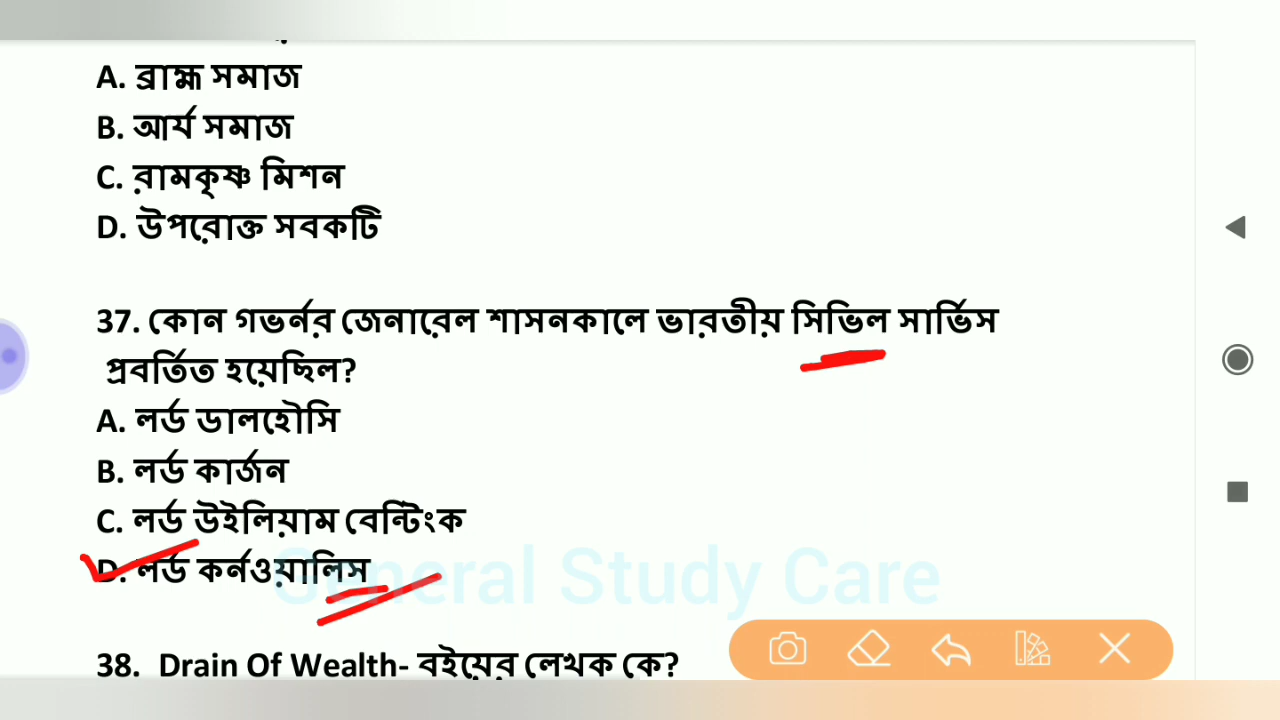 A. ব্রাহ্ম সমাজ
B. আর্য সমাজ
C. রামকৃষ্ণ মিশন
D. উপরোক্ত সবকটি
37. কোন গভর্নর জেনারেল শাসনকালে ভারতীয় সিভিল সার্ভিস
প্রবর্তিত হয়েছিল?
A. লর্ড ডালহৌসি
B. লর্ড কার্জন
C. লর্ড উইলিয়াম বেন্টিংক
D. লর্ড কর্নওয়ালিস
General Study Care
38. Drain Of Wealth- বইয়ের লেখক কে?